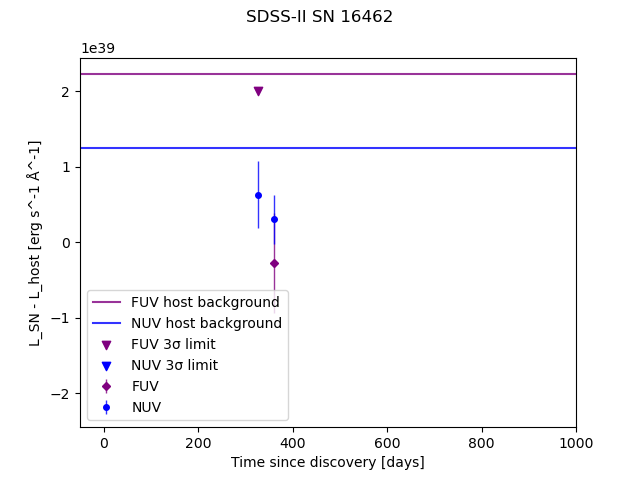 SDSS-II SN 16462
1e39
2
1
0
−1
−2
L_SN - L_host [erg s^-1 Å^-1]
FUV host background
NUV host background
FUV 3σ limit
NUV 3σ limit
FUV
NUV
0 200 400 600 800 1000
Time since discovery [days]